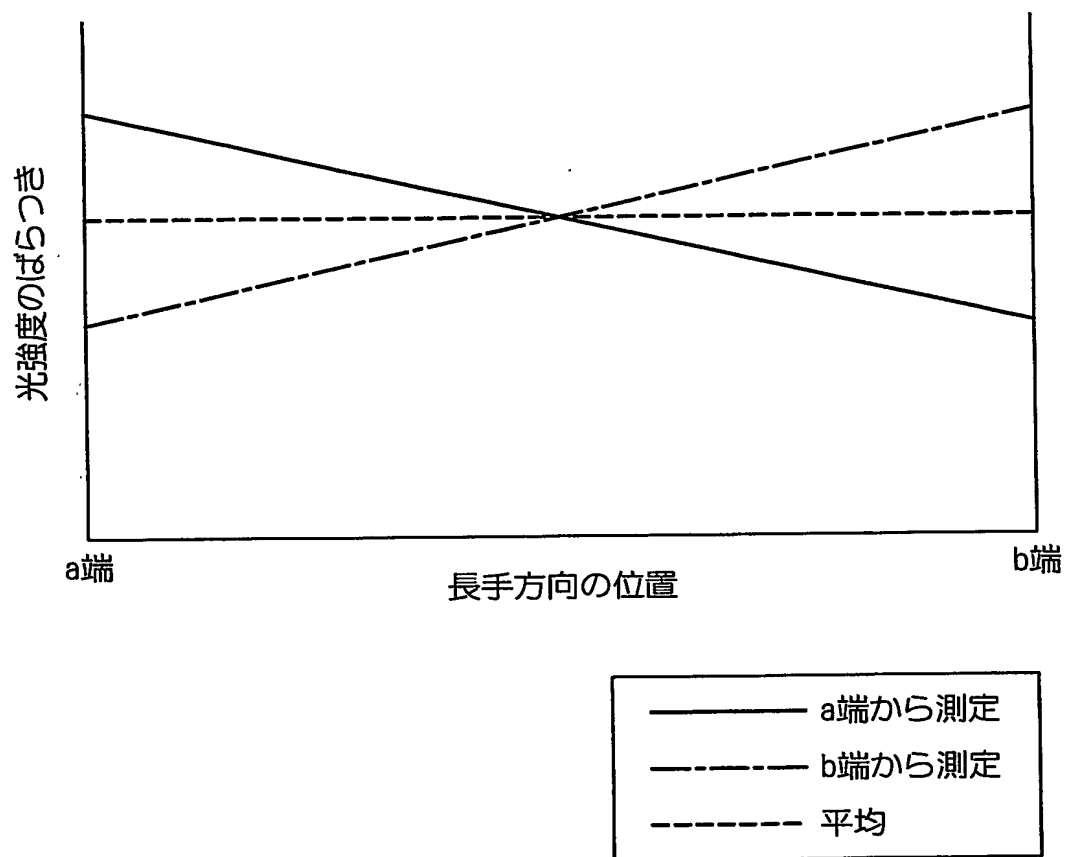 光強度のばらつき
a端
b端
長手方向の位置
a端から測定
b端から測定
平均